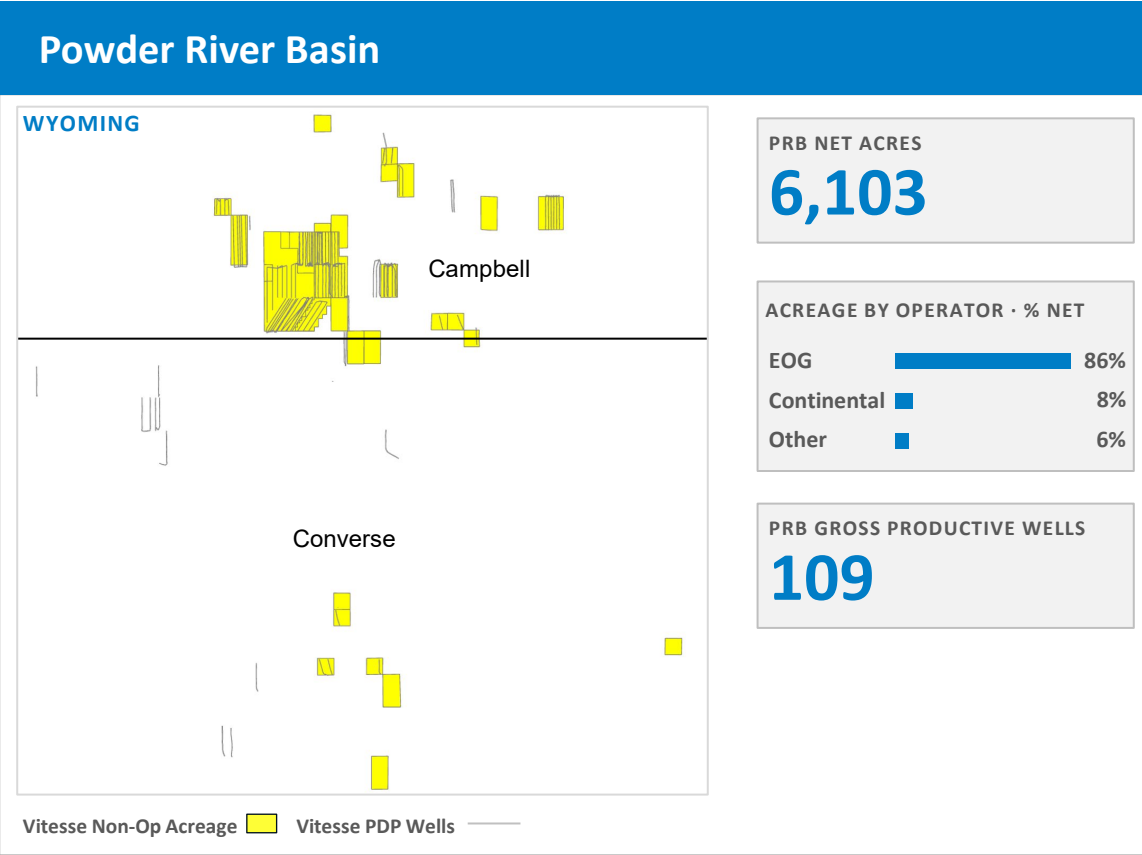 Powder River Basin
WYOMING
Campbell
Converse
Vitesse Non-Op Acreage
Vitesse PDP Wells
PRB NET ACRES
6,103
ACREAGE BY OPERATOR · % NET
EOG 86%
Continental 8%
Other 6%
PRB GROSS PRODUCTIVE WELLS
109